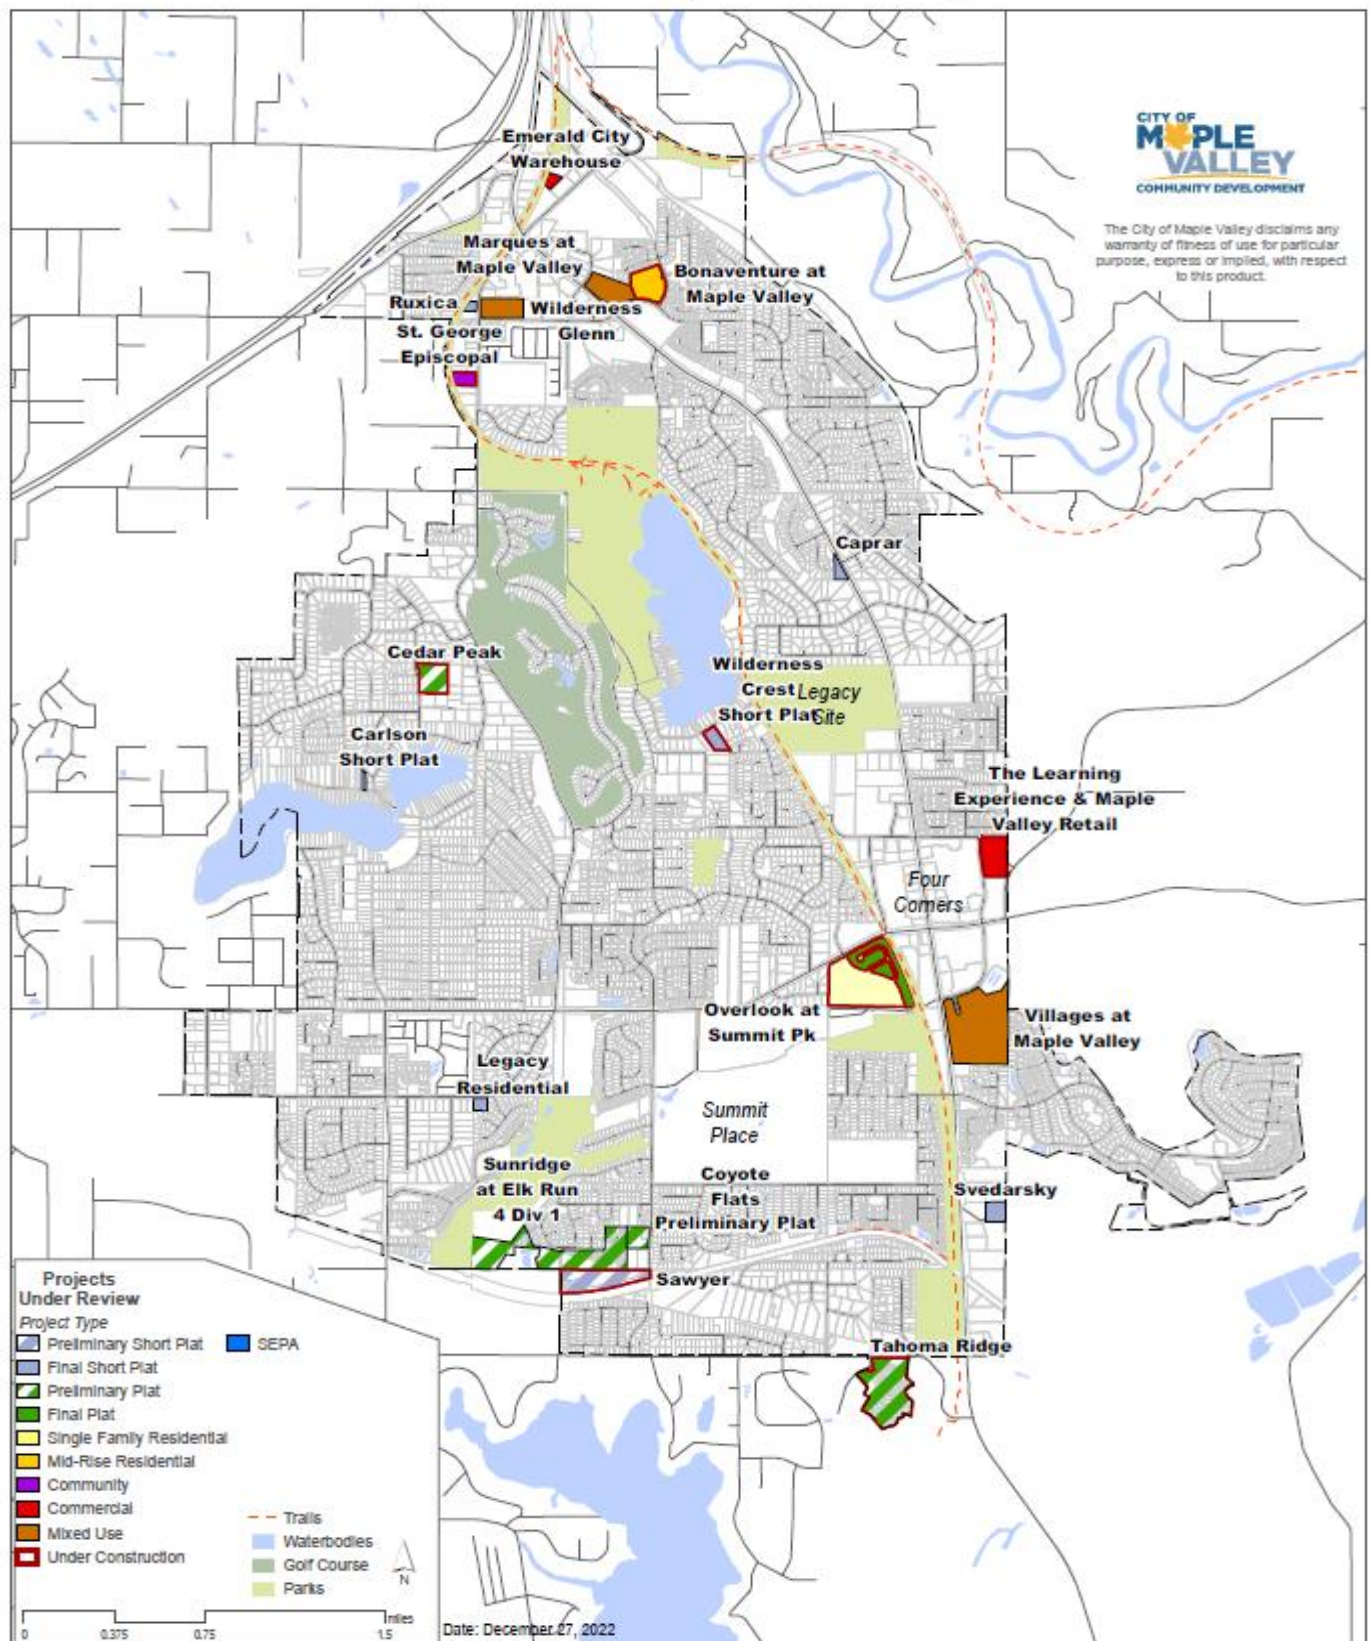 CITY OF
MAPLE
VALLEY
COMMUNITY DEVELOPMENT
The City of Maple Valley disclaims any
warranty of fitness of use for particular
purpose, express or implied, with respect
to this product.
Emerald City
Warehouse
Marques at
Maple Valley
Bonaventure at
Maple Valley
Ruxica
Wilderness
Glenn
St. George
Episcopal
Caprar
Cedar Peak
Wilderness
Crest
Short Plat
Legacy
Site
Carlson
Short Plat
The Learning
Experience & Maple
Valley Retail
Four
Corners
Overlook at
Summit Pk
Villages at
Maple Valley
Legacy
Residential
Summit
Place
Sunridge
at Elk Run
4 Div 1
Coyote
Flats
Preliminary Plat
Svedarsky
Sawyer
Tahoma Ridge
Projects
Under Review
Project Type
Preliminary Short Plat
SEPA
Final Short Plat
Preliminary Plat
Final Plat
Single Family Residential
Mid-Rise Residential
Community
Commercial
Mixed Use
Under Construction
Trails
Waterbodies
Golf Course
Parks
N
miles
0 0.375 0.75 1.5
Date: December 27, 2022